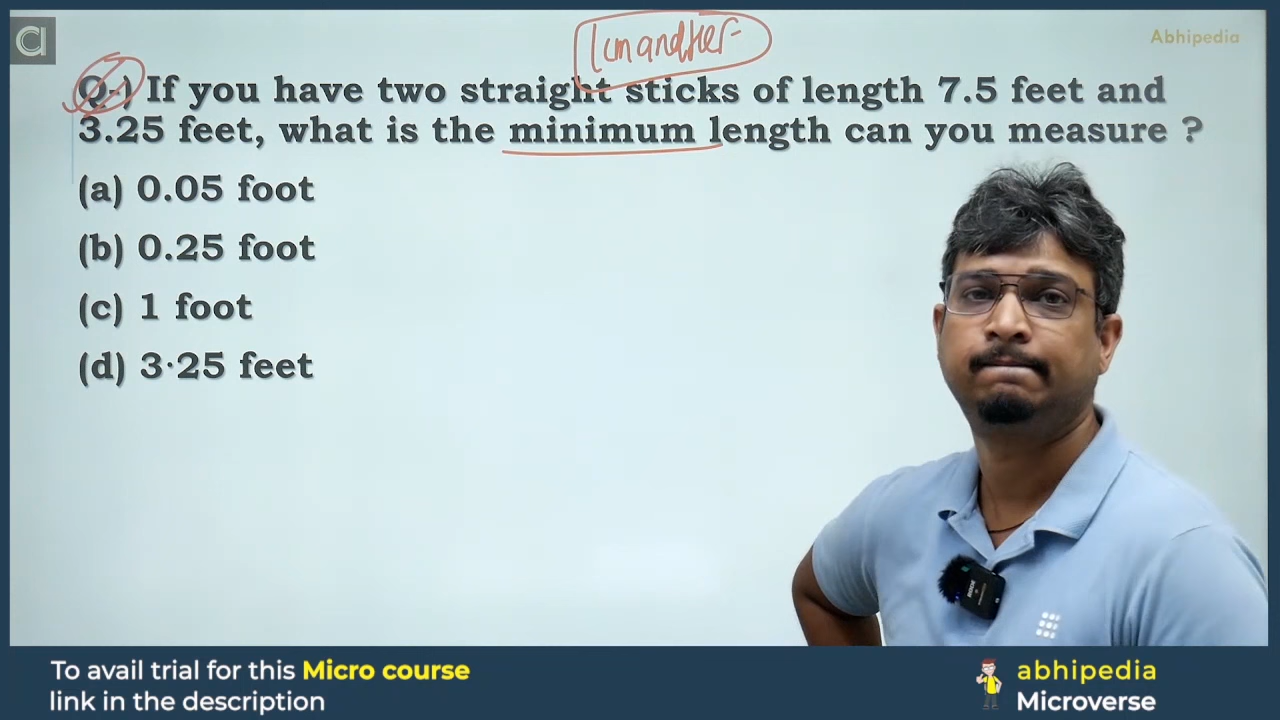 Abhipedia
lcm and
Q-) If you have two straight sticks of length 7.5 feet and
3.25 feet, what is the minimum length can you measure ?
(a) 0.05 foot
(b) 0.25 foot
(c) 1 foot
(d) 3·25 feet
To avail trial for this Micro course
link in the description
abhipedia
Microverse